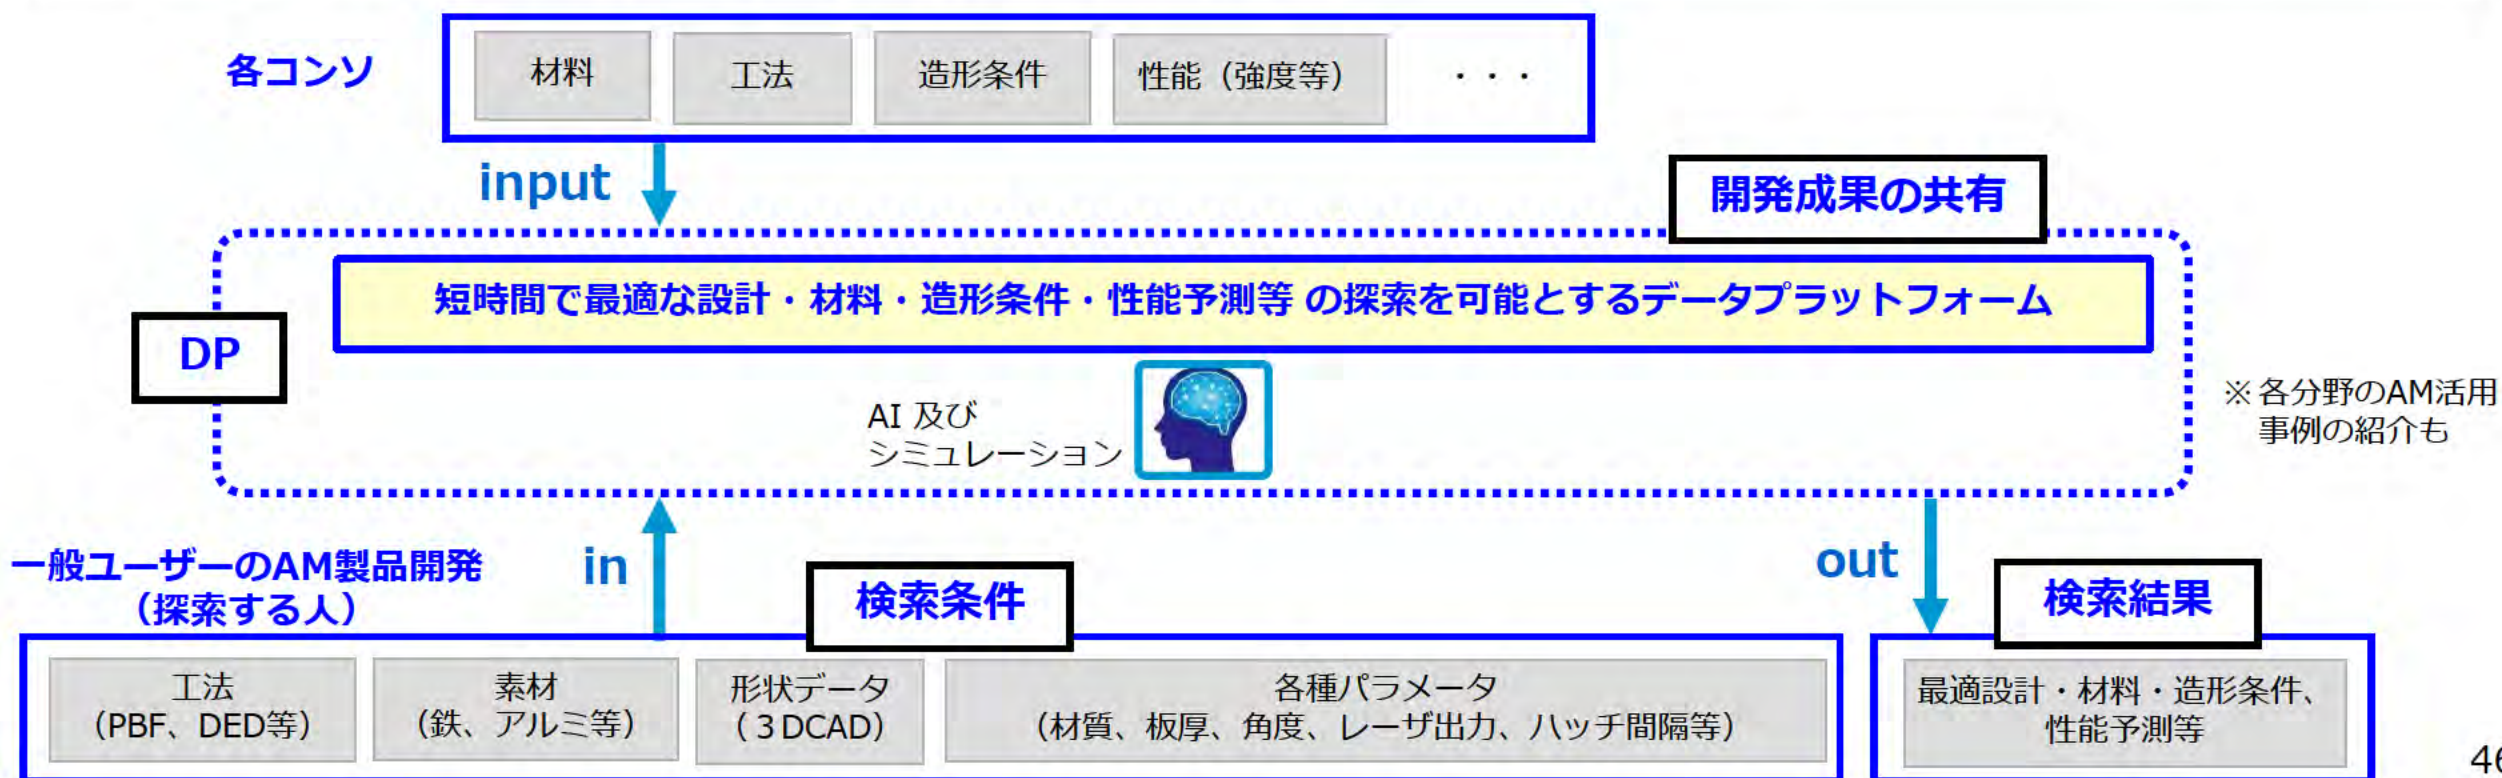 各コンソ
材料
工法
造形条件
性能（強度等）
・・・
input
開発成果の共有
短時間で最適な設計・材料・造形条件・性能予測等 の探索を可能とするデータプラットフォーム
DP
AI 及び
シミュレーション
※各分野のAM活用
事例の紹介も
一般ユーザーのAM製品開発
（探索する人）
in
検索条件
out
検索結果
工法
（PBF、DED等）
素材
（鉄、アルミ等）
形状データ
（３DCAD）
各種パラメータ
（材質、板厚、角度、レーザ出力、ハッチ間隔等）
最適設計・材料・造形条件、
性能予測等
46